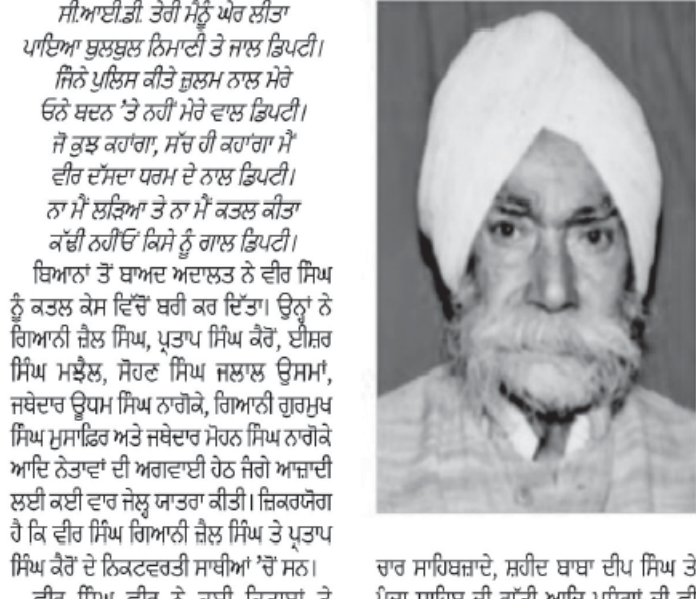 ਸੀ.ਆਈ.ਡੀ. ਤੇਰੀ ਮੈਨੂੰ ਘੇਰ ਲੀਤਾ
ਪਾਇਆ ਬੁਲਬੁਲ ਨਿਮਾਣੀ ਤੇ ਜਾਲ ਡਿਪਟੀ।
ਜਿੰਨੇ ਪੁਲਿਸ ਕੀਤੇ ਜ਼ੁਲਮ ਨਾਲ ਮੇਰੇ
ਓਨੇ ਬਦਨ ’ਤੇ ਨਹੀਂ ਮੇਰੇ ਵਾਲ ਡਿਪਟੀ।
ਜੋ ਕੁਝ ਕਹਾਂਗਾ, ਸੱਚ ਹੀ ਕਹਾਂਗਾ ਮੈਂ
ਵੀਰ ਦੱਸਦਾ ਧਰਮ ਦੇ ਨਾਲ ਡਿਪਟੀ।
ਨਾ ਮੈਂ ਲੜਿਆ ਤੇ ਨਾ ਮੈਂ ਕਤਲ ਕੀਤਾ
ਕੱਢੀ ਨਹੀਂਓਂ ਕਿਸੇ ਨੂੰ ਗਾਲ ਡਿਪਟੀ।
ਬਿਆਨਾਂ ਤੋਂ ਬਾਅਦ ਅਦਾਲਤ ਨੇ ਵੀਰ ਸਿੰਘ
ਨੂੰ ਕਤਲ ਕੇਸ ਵਿੱਚੋਂ ਬਰੀ ਕਰ ਦਿੱਤਾ। ਉਨ੍ਹਾਂ ਨੇ
ਗਿਆਨੀ ਜ਼ੈਲ ਸਿੰਘ, ਪ੍ਰਤਾਪ ਸਿੰਘ ਕੈਰੋਂ, ਈਸ਼ਰ
ਸਿੰਘ ਮਝੈਲ, ਸੋਹਣ ਸਿੰਘ ਜਲਾਲ ਉਸਮਾਂ,
ਜਥੇਦਾਰ ਊਧਮ ਸਿੰਘ ਨਾਗੋਕੇ, ਗਿਆਨੀ ਗੁਰਮੁਖ
ਸਿੰਘ ਮੁਸਾਫ਼ਿਰ ਅਤੇ ਜਥੇਦਾਰ ਮੋਹਨ ਸਿੰਘ ਨਾਗੋਕੇ
ਆਦਿ ਨੇਤਾਵਾਂ ਦੀ ਅਗਵਾਈ ਹੇਠ ਜੰਗੇ ਆਜ਼ਾਦੀ
ਲਈ ਕਈ ਵਾਰ ਜੇਲ੍ਹ ਯਾਤਰਾ ਕੀਤੀ। ਜ਼ਿਕਰਯੋਗ
ਹੈ ਕਿ ਵੀਰ ਸਿੰਘ ਗਿਆਨੀ ਜ਼ੈਲ ਸਿੰਘ ਤੇ ਪ੍ਰਤਾਪ
ਸਿੰਘ ਕੈਰੋਂ ਦੇ ਨਿਕਟਵਰਤੀ ਸਾਥੀਆਂ ’ਚੋਂ ਸਨ।
ਚਾਰ ਸਾਹਿਬਜ਼ਾਦੇ, ਸ਼ਹੀਦ ਬਾਬਾ ਦੀਪ ਸਿੰਘ ਤੇ